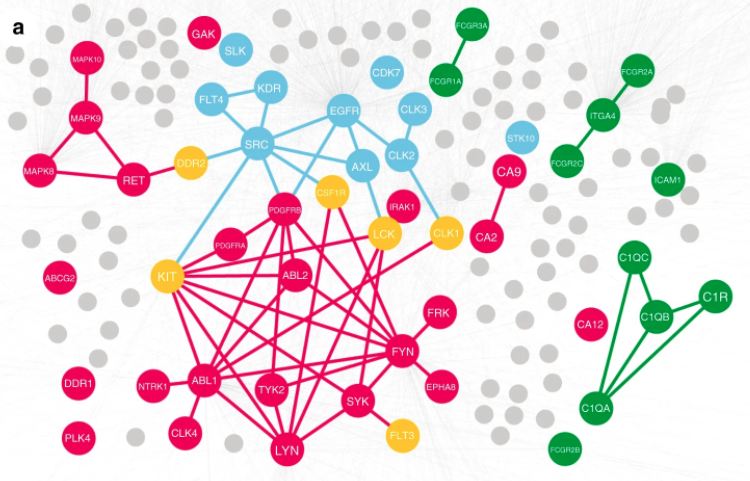 a
GAK
SLK
FCGR3A
MAPK10
CDK7
FCGR1A
FCGR2A
KDR
FLT4
EGFR
CLK3
MAPK9
ITGA4
SRC
STK10
CLK2
DDR2
AXL
FCGR2C
MAPK8
RET
CA9
ICAM1
CSF1R
PDGFRB
IRAK1
LCK
CLK1
CA2
PDGFRA
C1QC
KIT
ABL2
ABCG2
C1R
FRK
C1QB
CA12
FYN
DDR1
NTRK1
ABL1
TYK2
EPHA8
SYK
C1QA
CLK4
FLT3
PLK4
LYN
FCGR2B